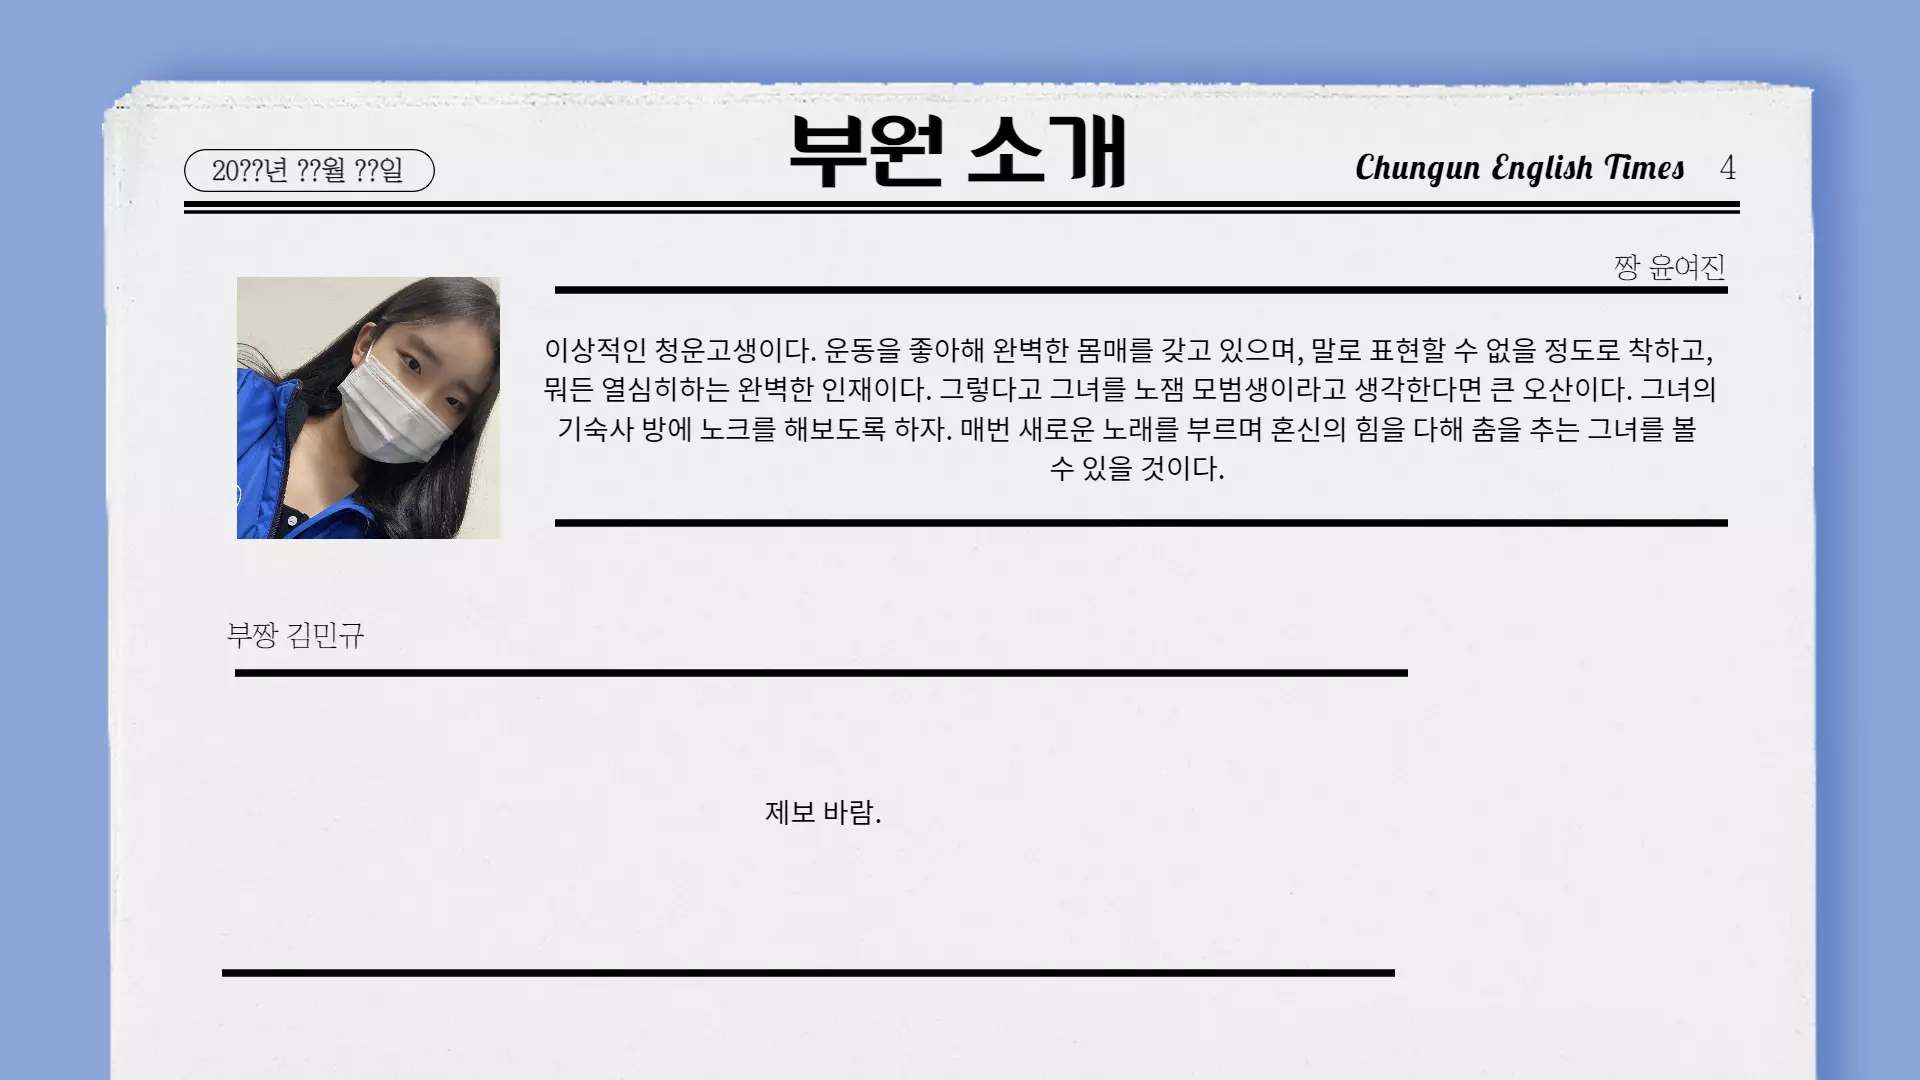 부원 소개
20??년 ??월 ??일
Chungun English Times 4
짱 윤여진
이상적인 청운고생이다. 운동을 좋아해 완벽한 몸매를 갖고 있으며, 말로 표현할 수 없을 정도로 착하고,
뭐든 열심히하는 완벽한 인재이다. 그렇다고 그녀를 노잼 모범생이라고 생각한다면 큰 오산이다. 그녀의
기숙사 방에 노크를 해보도록 하자. 매번 새로운 노래를 부르며 혼신의 힘을 다해 춤을 추는 그녀를 볼
수 있을 것이다.
부짱 김민규
제보 바람.